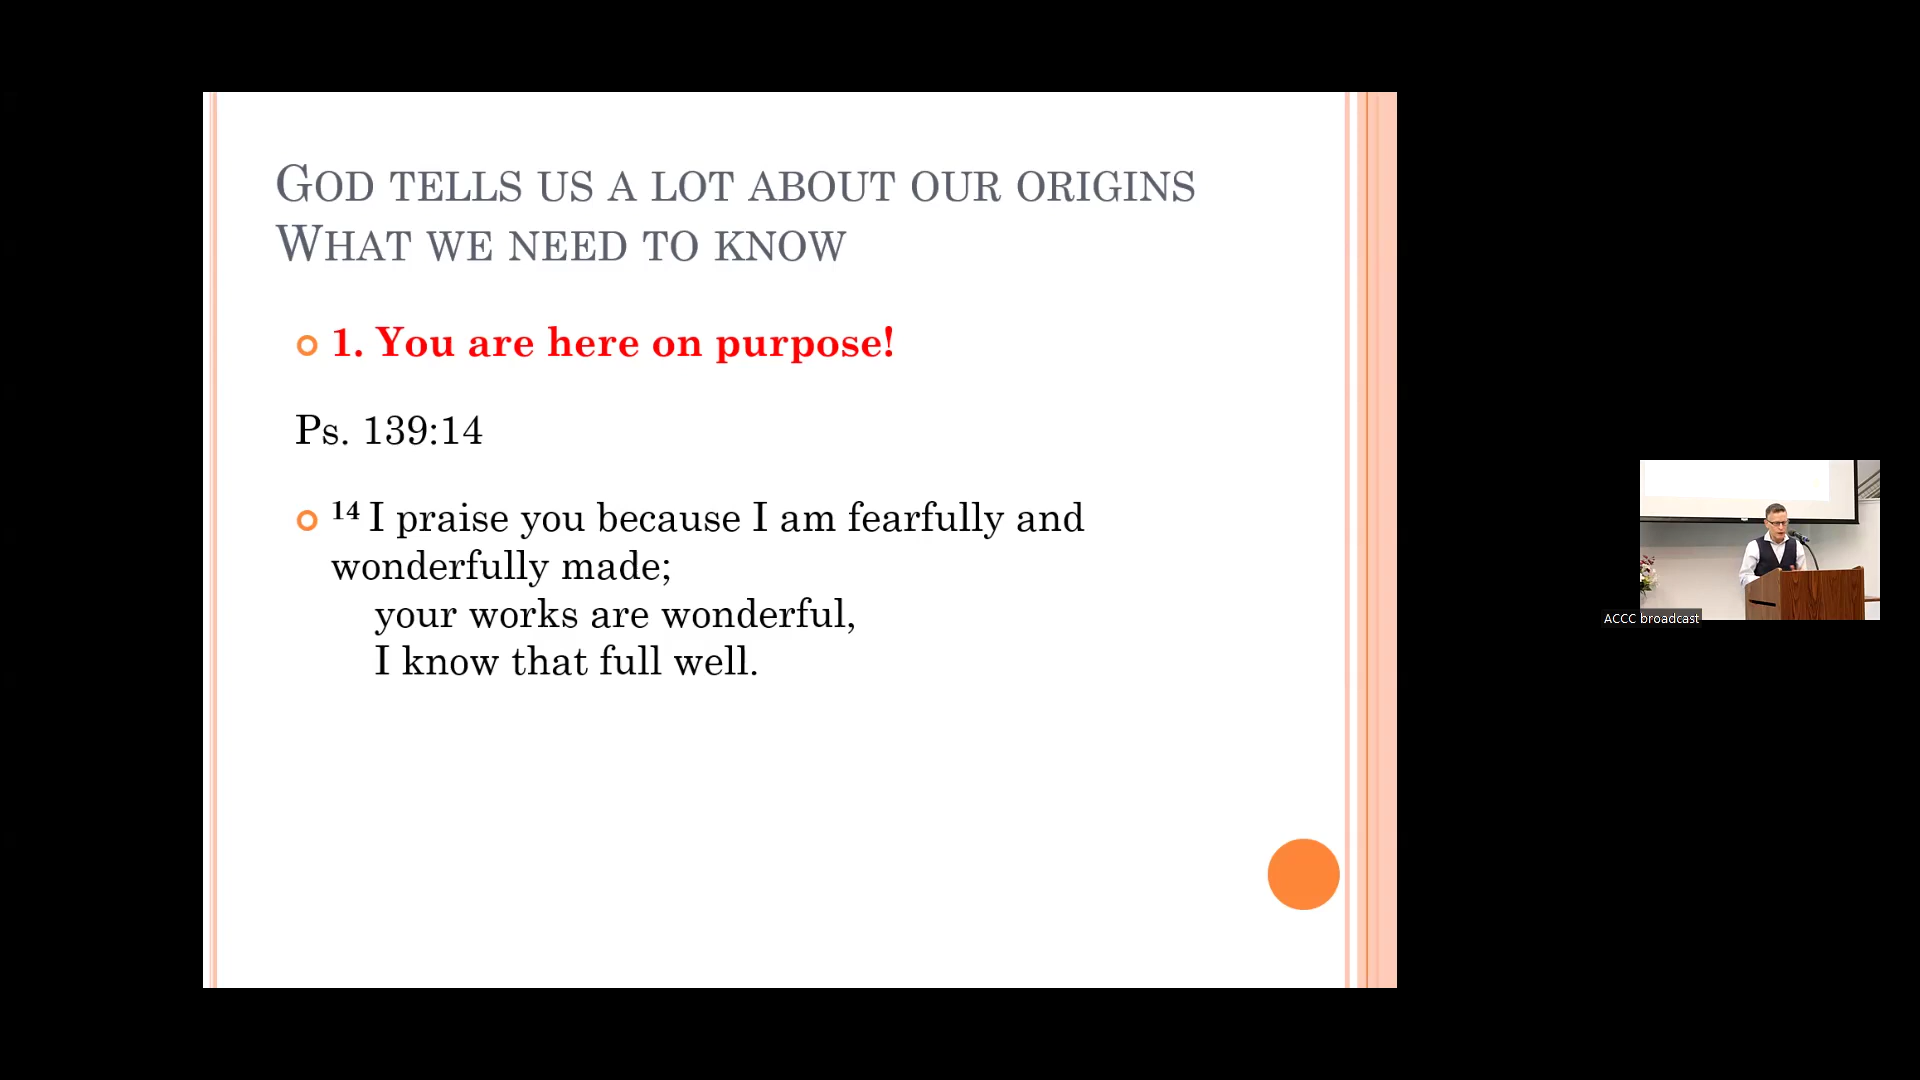 GOD TELLS US A LOT ABOUT OUR ORIGINS
WHAT WE NEED TO KNOW
1. You are here on purpose!
Ps. 139:14
14 I praise you because I am fearfully and
wonderfully made;
your works are wonderful,
I know that full well.
ACCC broadcast